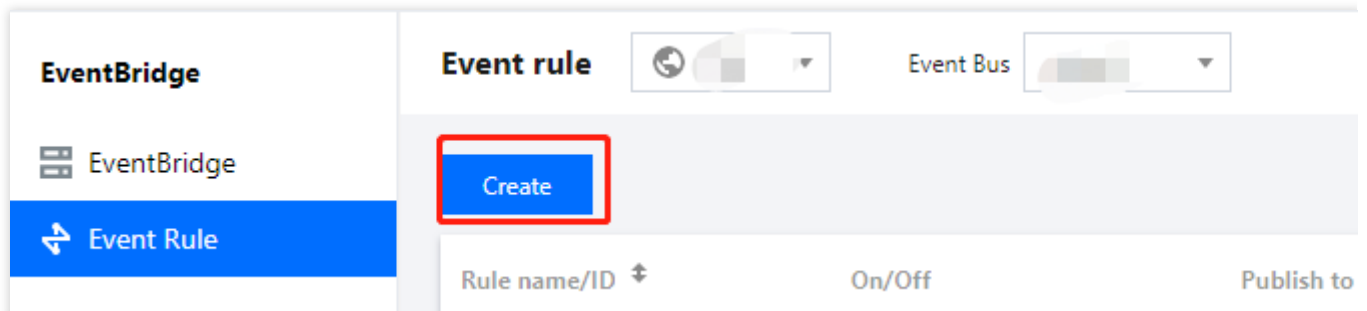 EventBridge
Event rule
Event Bus
EventBridge
Create
Event Rule
Rule name/ID
On/Off
Publish to